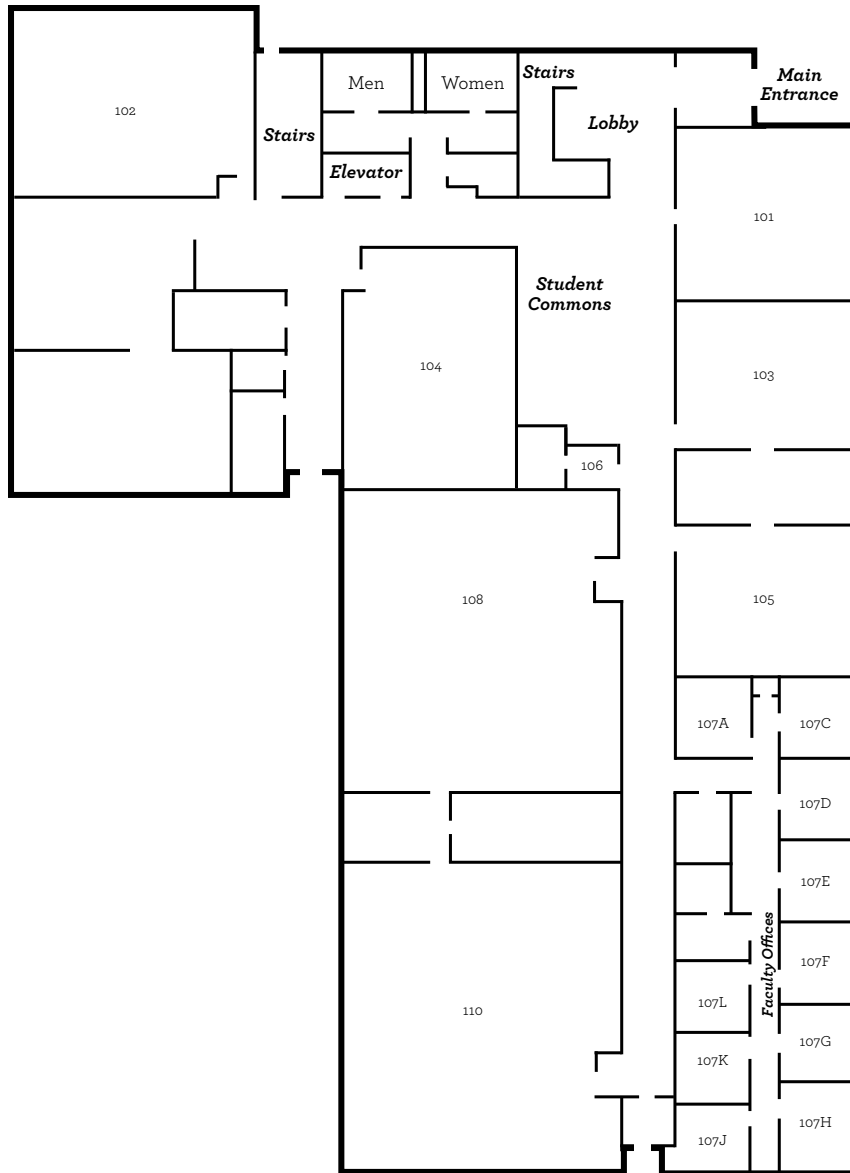 Men
Women
Stairs
Main
Entrance
102
Stairs
Lobby
Elevator
101
Student
Commons
104
103
106
108
105
107A
107C
107D
107E
Faculty Offices
107F
107L
110
107G
107K
107H
107J